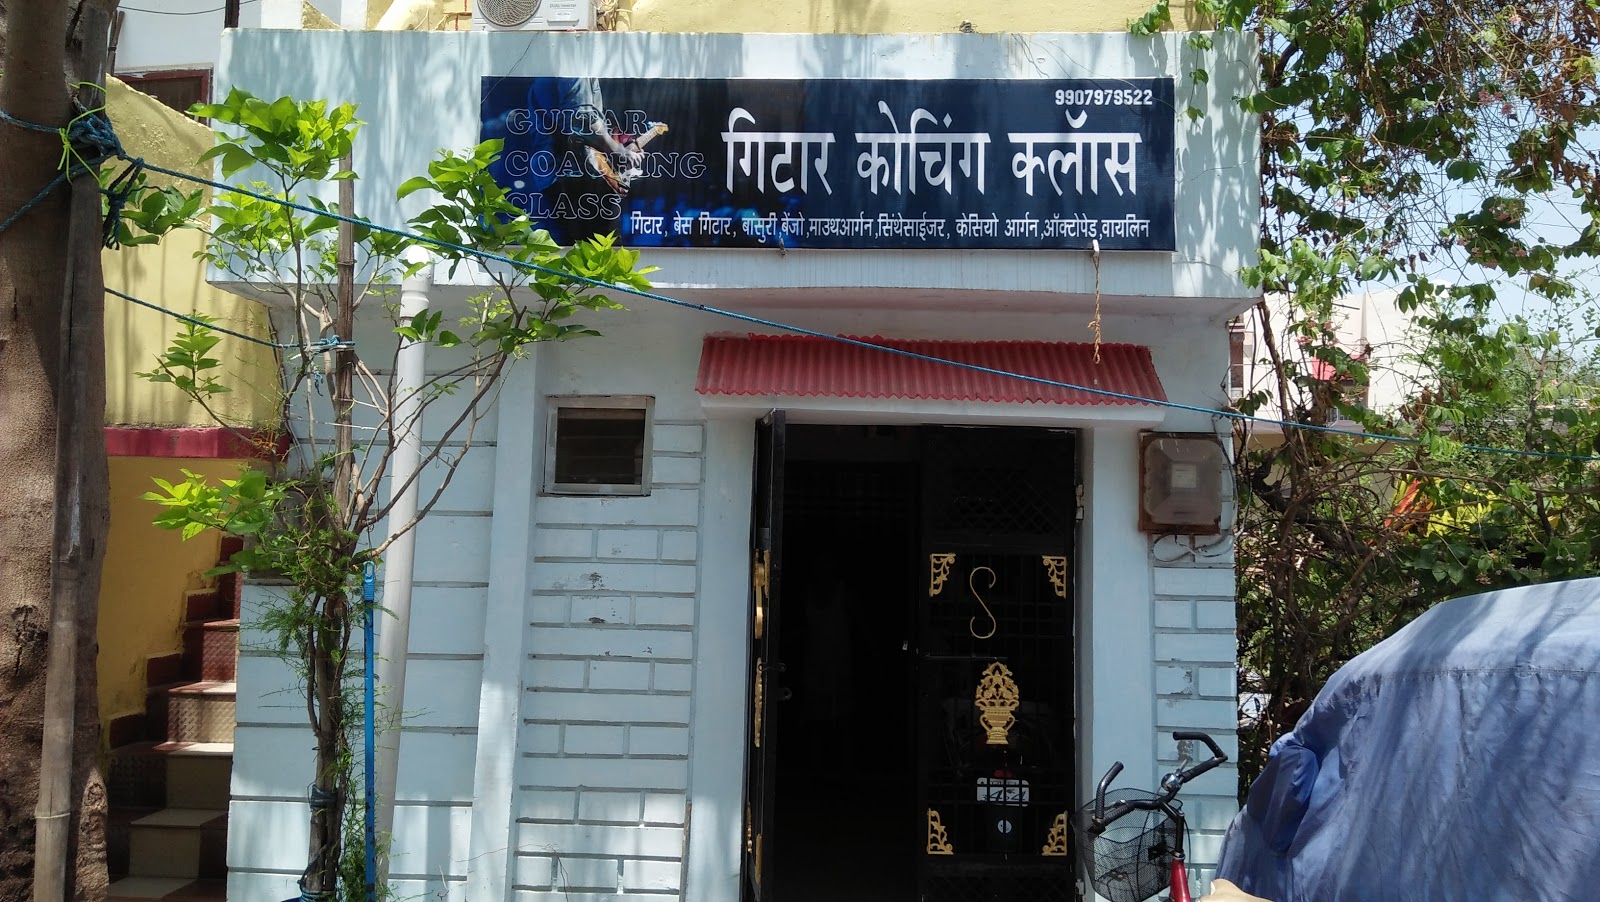 9907979522
GUITAR
COACHING
CLASS
गिटार कोचिंग क्लॉस
गिटार, बेस गिटार, बांसुरी बेंजो,माउथआर्गन,सिंथेसाईजर, केसियो आर्गन,ऑक्टोपेड,वायलिन